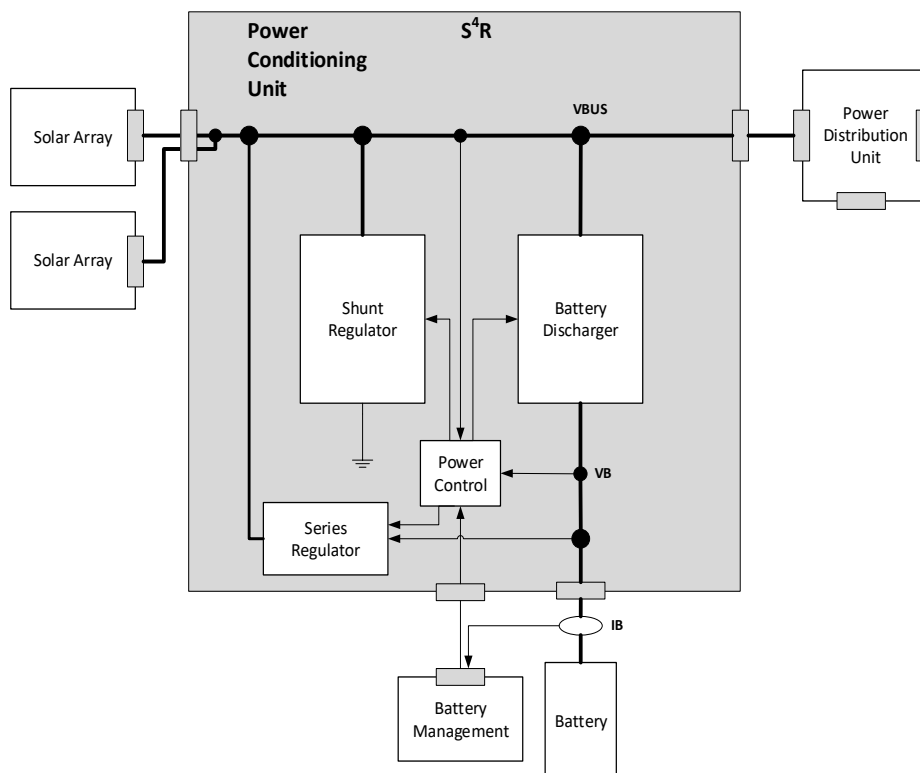 Power
Conditioning
Unit
S⁴R
VBUS
Solar Array
Power
Distribution
Unit
Solar Array
Shunt
Regulator
Battery
Discharger
Power
Control
VB
Series
Regulator
IB
Battery
Management
Battery